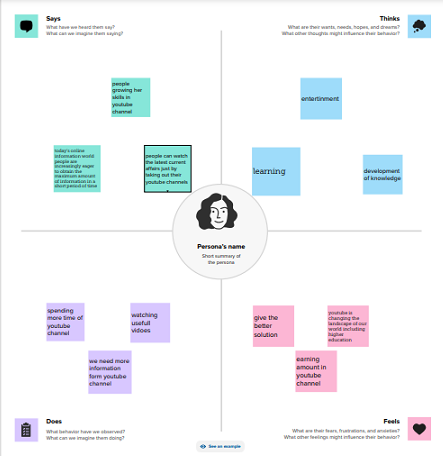 Says
What have we heard them say?
What can we imagine them saying?
Thinks
What are their wants, needs, hopes, and dreams?
What other thoughts might influence their behavior?
people
growing her
skills in
youtube
channel
entertinment
today's online
information world
people are
increasingly eager
to obtain the
maximum amount
of information in a
short period of time
people can watch
the latest current
affairs just by
taking out their
youtube channels
learning
development
of knowledge
Persona's name
Short summary of
the persona
spending
more time of
youtube
channel
watching
usefull
vidioes
we need more
information
form youtube
channel
give the
better
solution
youtube is
changing the
landscape of our
world including
higher
education
earning
amount in
youtube
channel
Does
What behavior have we observed?
What can we imagine them doing?
Feels
What are their fears, frustrations, and anxieties?
What other feelings might influence their behavior?
See an example